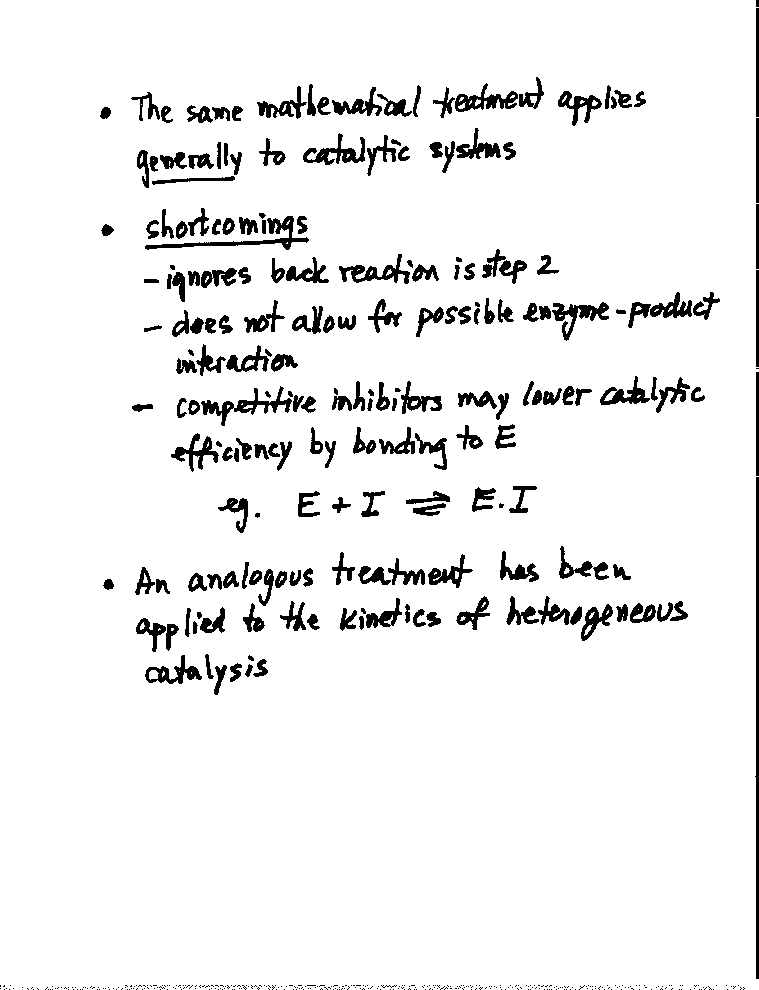 • The same mathematical treatment applies
generally to catalytic systems
• shortcomings
– ignores back reaction is step 2
– does not allow for possible enzyme-product
interaction
– competitive inhibitors may lower catalytic
efficiency by bonding to E
eg. E + I ⇌ E·I
• An analogous treatment has been
applied to the kinetics of heterogeneous
catalysis